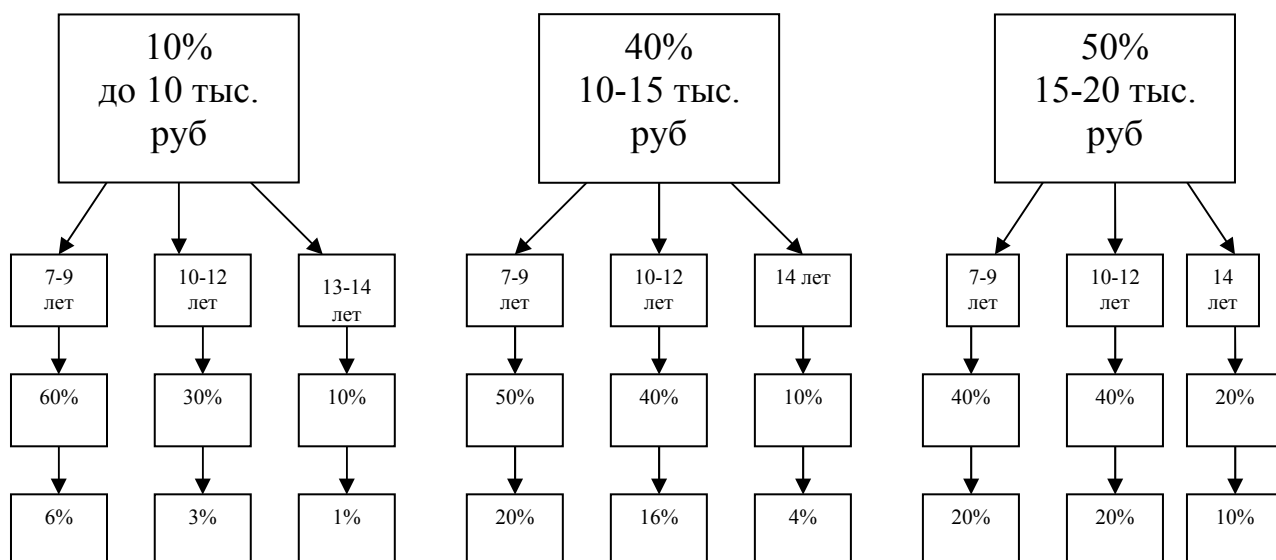 10%
до 10 тыс.
руб
40%
10-15 тыс.
руб
50%
15-20 тыс.
руб
7-9
лет
10-12
лет
13-14
лет
7-9
лет
10-12
лет
14 лет
7-9
лет
10-12
лет
14
лет
60%
30%
10%
50%
40%
10%
40%
40%
20%
6%
3%
1%
20%
16%
4%
20%
20%
10%